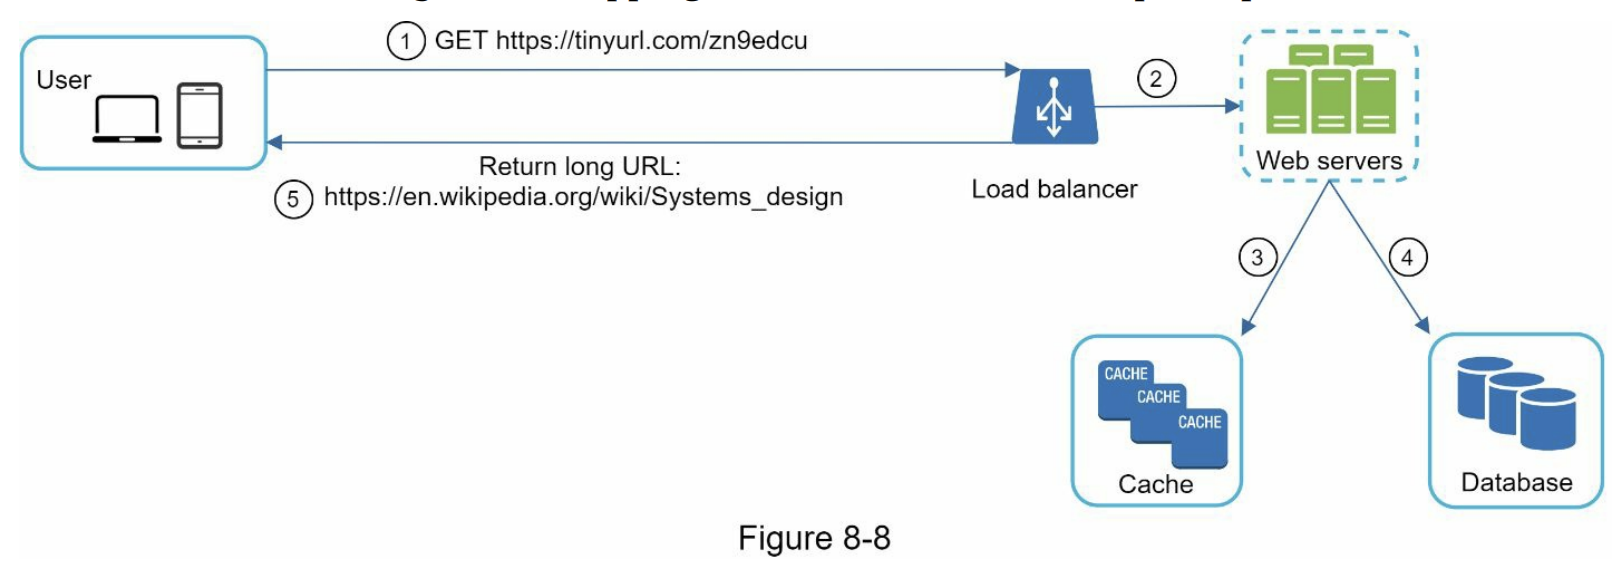 1 GET https://tinyurl.com/zn9edcu
User
2
Web servers
Return long URL:
5 https://en.wikipedia.org/wiki/Systems_design
Load balancer
3
4
CACHE
CACHE
CACHE
Cache
Database
Figure 8-8